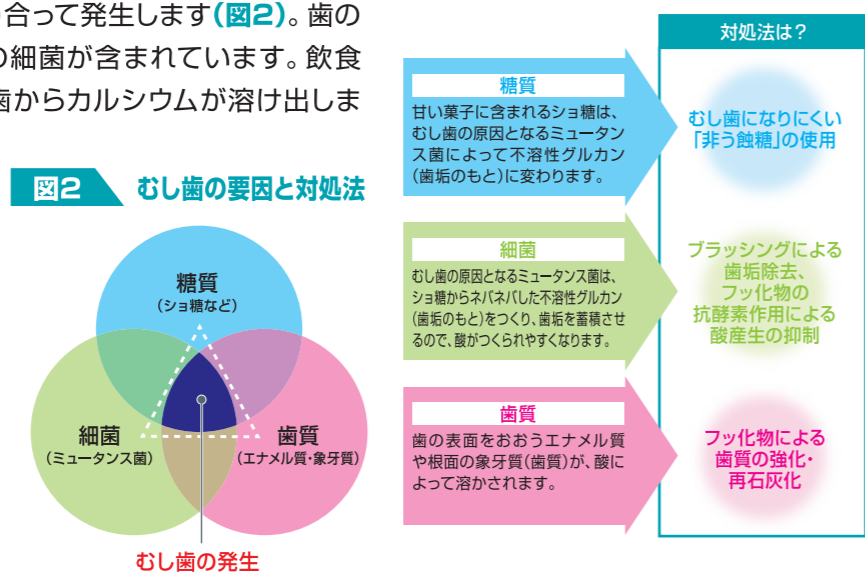 合って発生します(図2)。歯の
の細菌が含まれています。飲食
歯からカルシウムが溶け出しま
図2 むし歯の要因と対処法
糖質
(ショ糖など)
細菌
(ミュータンス菌)
歯質
(エナメル質・象牙質)
むし歯の発生
糖質
甘い菓子に含まれるショ糖は、
むし歯の原因となるミュータン
ス菌によって不溶性グルカン
(歯垢のもと)に変わります。
細菌
むし歯の原因となるミュータンス菌は、
ショ糖からネバネバした不溶性グルカン
(歯垢のもと)をつくり、歯垢を蓄積させ
るので、酸がつくられやすくなります。
歯質
歯の表面をおおうエナメル質
や根面の象牙質(歯質)が、酸に
よって溶かされます。
対処法は?
むし歯になりにくい
「非う蝕糖」の使用
ブラッシングによる
歯垢除去、
フッ化物の
抗酵素作用による
酸産生の抑制
フッ化物による
歯質の強化・
再石灰化